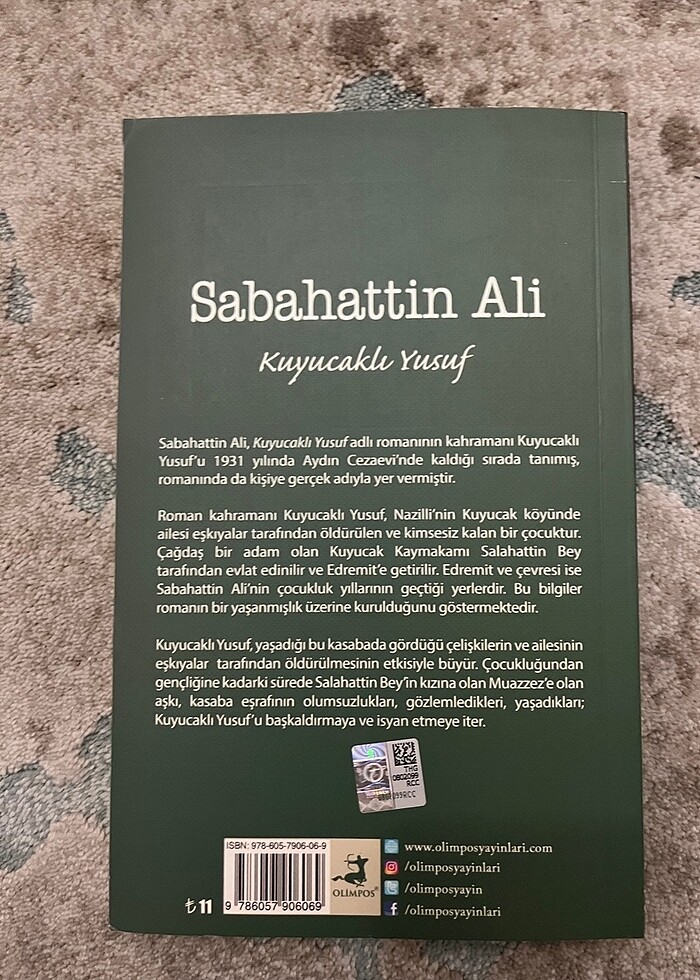 Sabahattin Ali
Kuyucaklı Yusuf
Sabahattin Ali, Kuyucaklı Yusuf adlı romanının kahramanı Kuyucaklı
Yusuf'u 1931 yılında Aydın Cezaevi'nde kaldığı sırada tanımış,
romanında da kişiye gerçek adıyla yer vermiştir.
Roman kahramanı Kuyucaklı Yusuf, Nazilli'nin Kuyucak köyünde
ailesi eşkıyalar tarafından öldürülen ve kimsesiz kalan bir çocuktur.
Çağdaş bir adam olan Kuyucak Kaymakamı Salahattin Bey
tarafından evlat edinilir ve Edremit'e getirilir. Edremit ve çevresi ise
Sabahattin Ali'nin çocukluk yıllarının geçtiği yerlerdir. Bu bilgiler
romanın bir yaşanmışlık üzerine kurulduğunu göstermektedir.
Kuyucaklı Yusuf, yaşadığı bu kasabada gördüğü çelişkilerin ve ailesinin
eşkıyalar tarafından öldürülmesinin etkisiyle büyür. Çocukluğundan
gençliğine kadarki sürede Salahattin Bey'in kızına olan Muazzez'e olan
aşkı, kasaba eşrafının olumsuzlukları, gözlemledikleri, yaşadıkları;
Kuyucaklı Yusuf'u başkaldırmaya ve isyan etmeye iter.
THG
0802099
RCC
ISBN: 978-605-7906-06-9
9 786057 906069
₺ 11
OLİMPOS®
www.olimposyayinlari.com
/olimposyayinlari
/olimposyayin
/olimposyayinlari